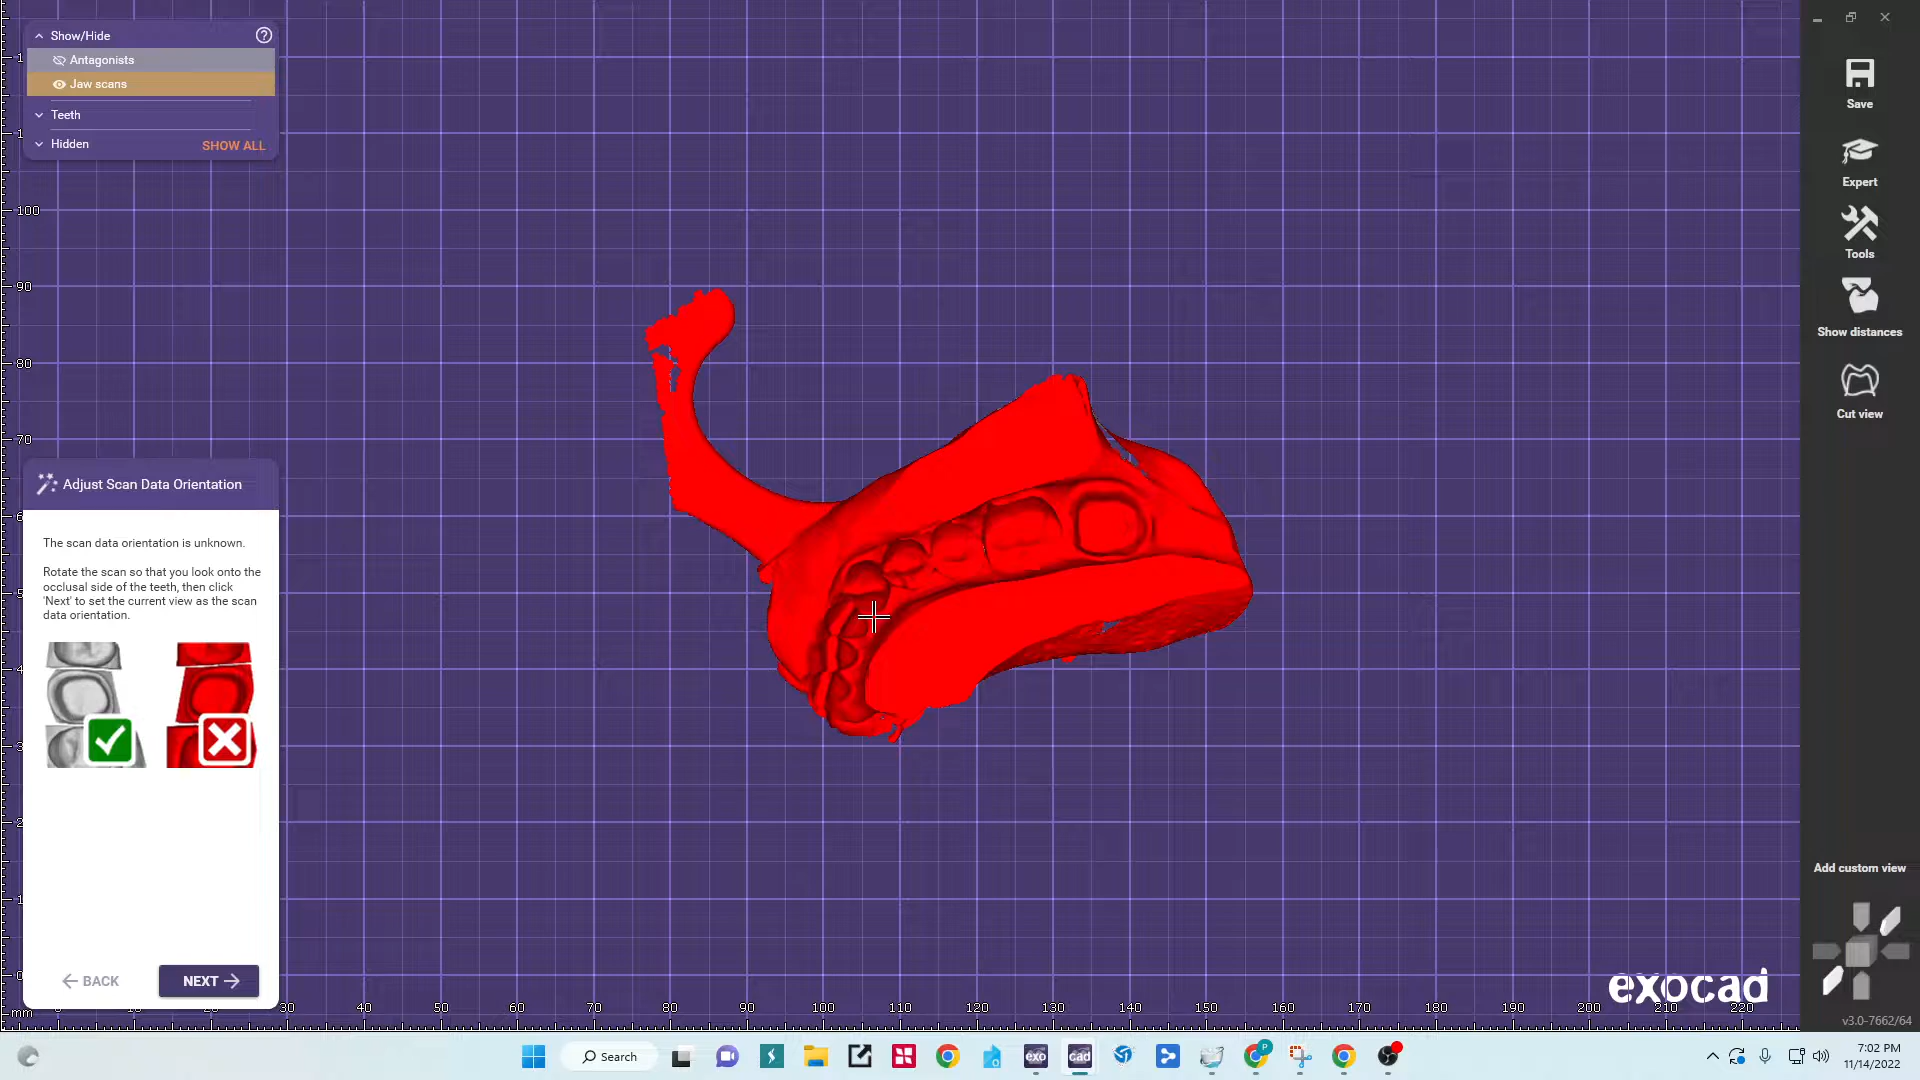 Show/Hide
?
Antagonists
Jaw scans
Teeth
Hidden
SHOW ALL
100
90
80
70
Adjust Scan Data Orientation
The scan data orientation is unknown.
Rotate the scan so that you look onto the
occlusal side of the teeth, then click
'Next' to set the current view as the scan
data orientation.
BACK
NEXT
mm
30 40 50 60 70 80 90 100 110 120 130 140 150 160 170 180 190 200 210 220
Save
Expert
Tools
Show distances
Cut view
Add custom view
exocad
v3.0-7662/64
Search
exo
cad
P
7:02 PM
11/14/2022